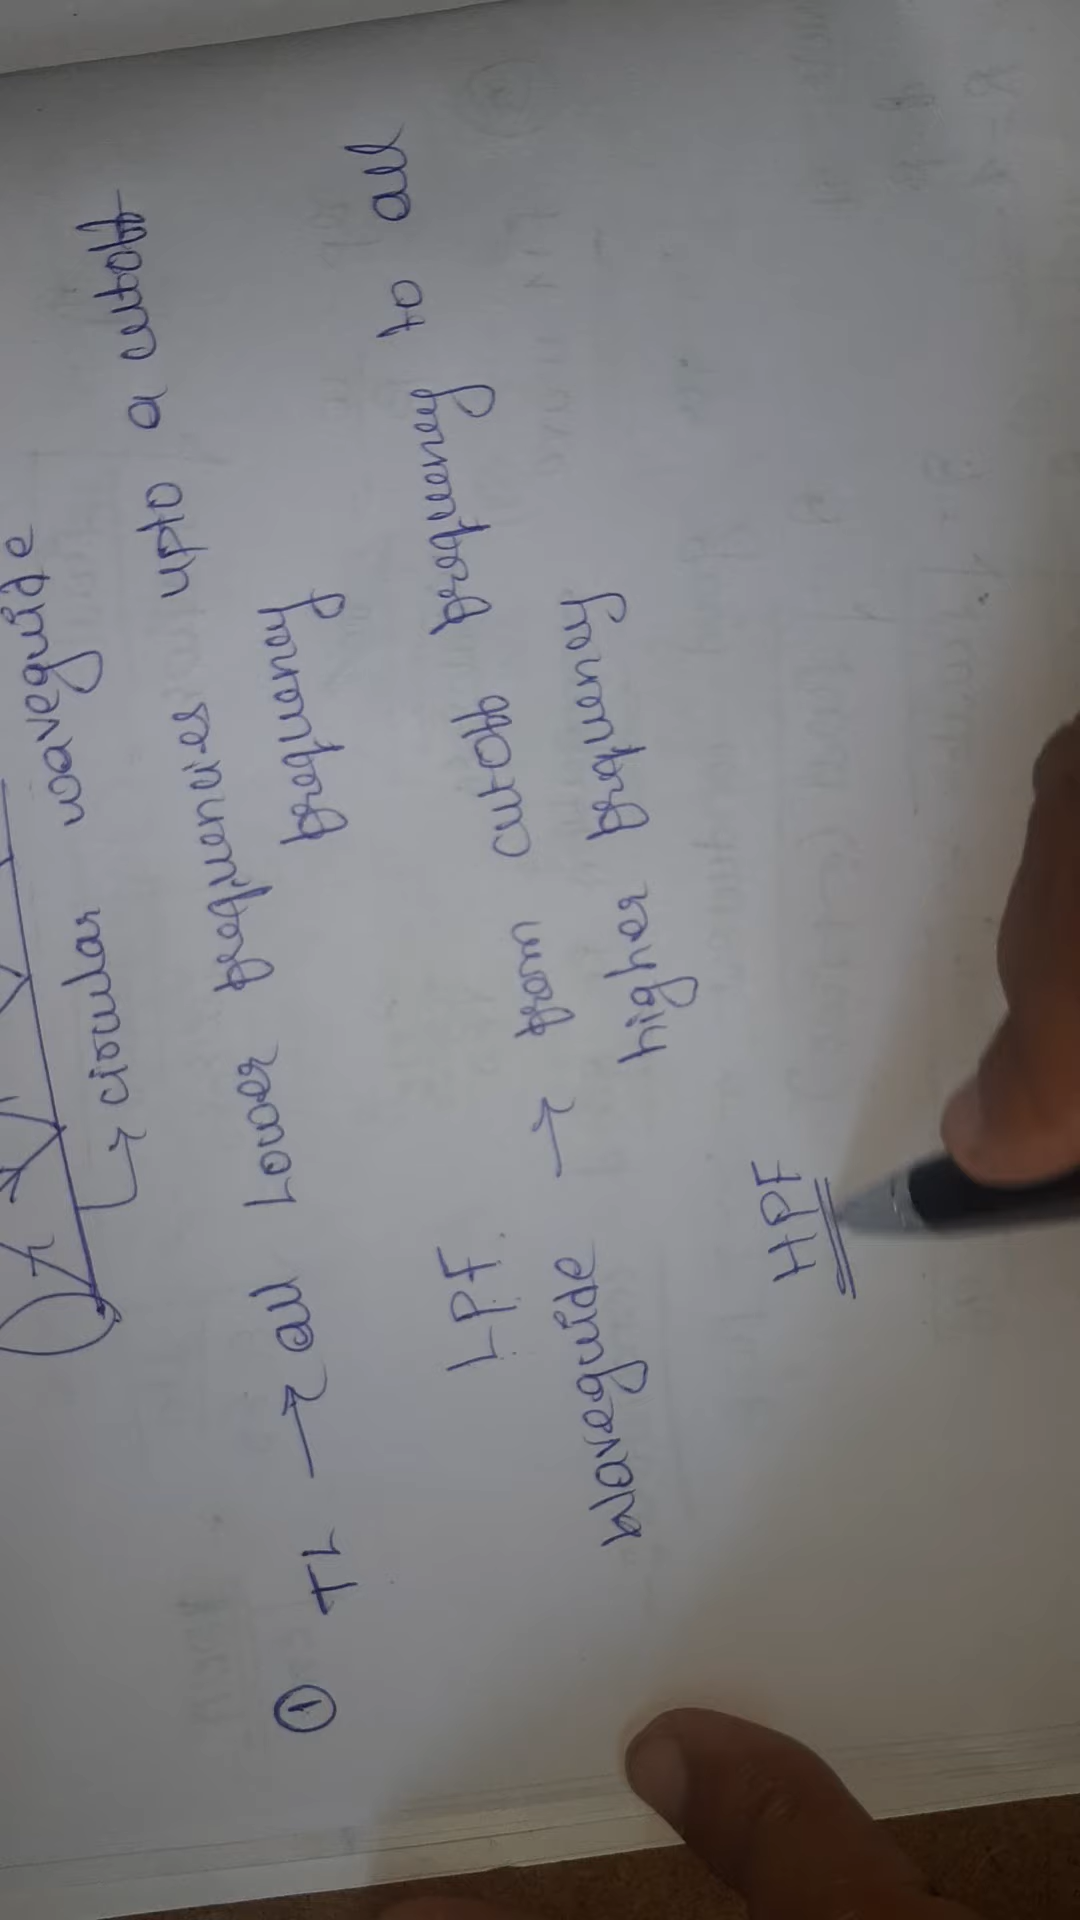 circular waveguide
① TL → all Lower frequencies upto a cutoff
frequency
LPF
Waveguide → from cutoff frequency to all
higher frequency
HPF